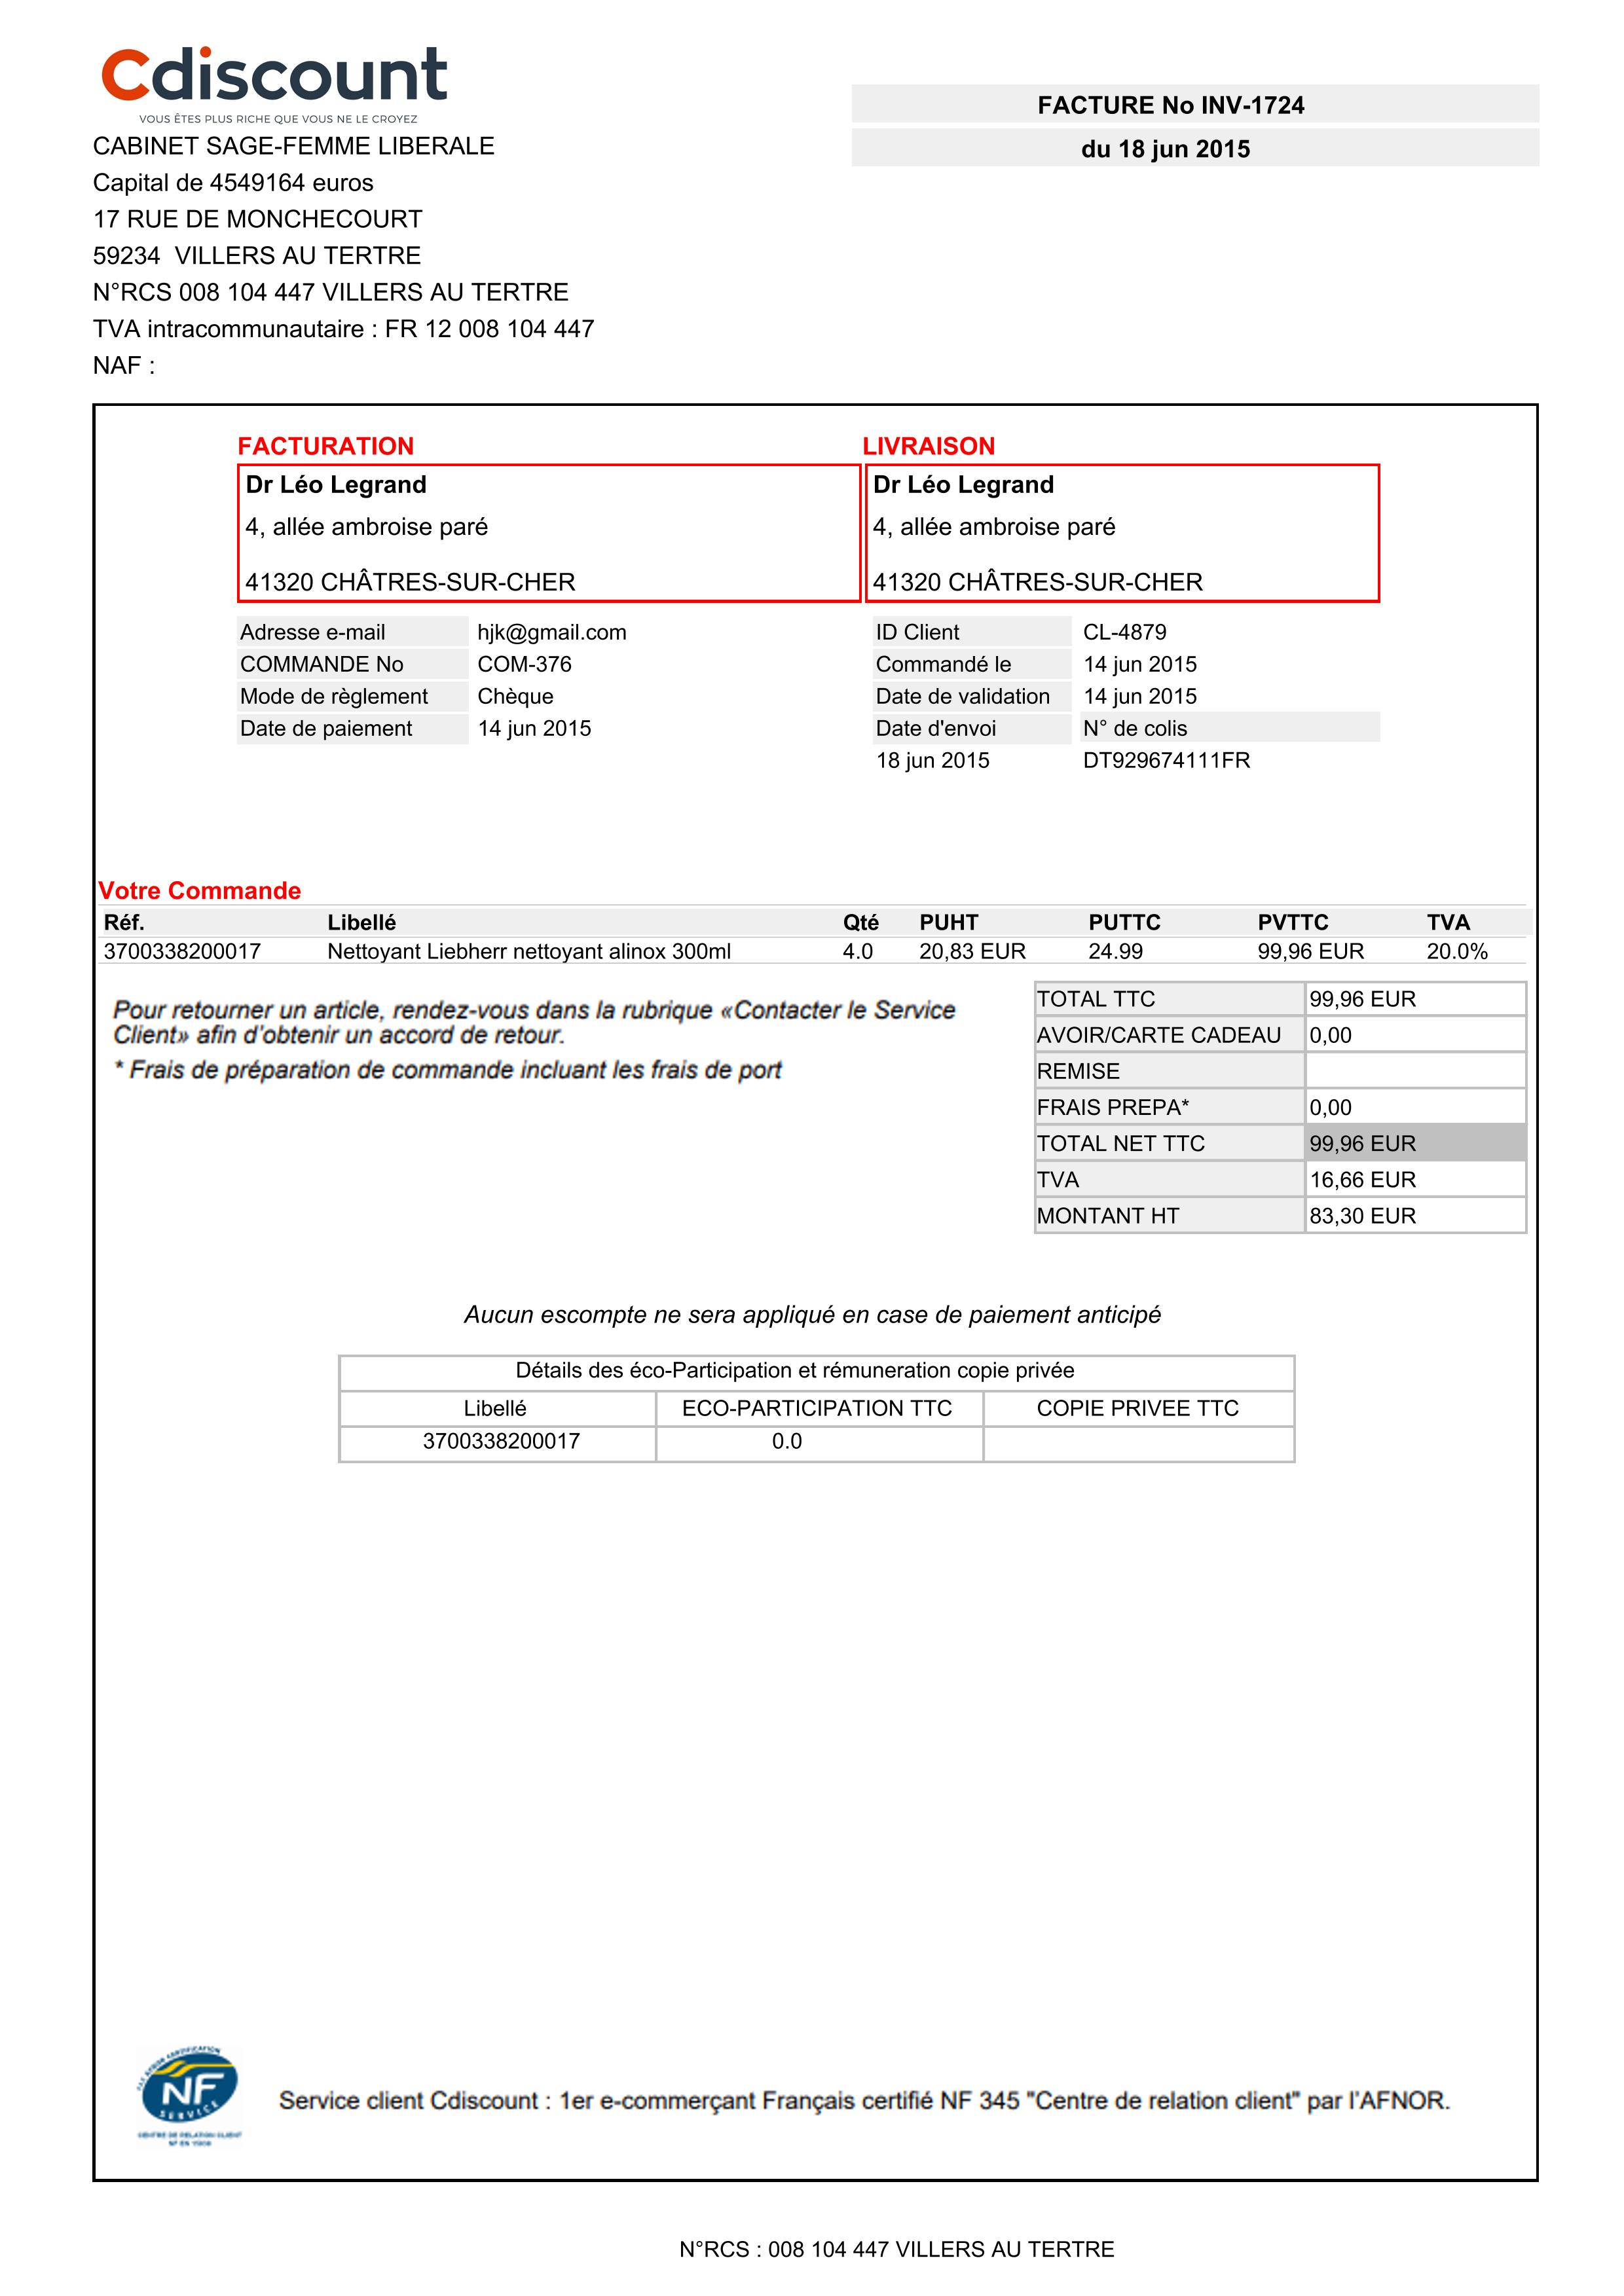 Cdiscount
VOUS ÊTES PLUS RICHE QUE VOUS NE LE CROYEZ
FACTURE No INV-1724
du 18 jun 2015
CABINET SAGE-FEMME LIBERALE
Capital de 4549164 euros
17 RUE DE MONCHECOURT
59234 VILLERS AU TERTRE
N°RCS 008 104 447 VILLERS AU TERTRE
TVA intracommunautaire : FR 12 008 104 447
NAF :
FACTURATION
Dr Léo Legrand
4, allée ambroise paré
41320 CHÂTRES-SUR-CHER
LIVRAISON
Dr Léo Legrand
4, allée ambroise paré
41320 CHÂTRES-SUR-CHER
Adresse e-mail hjk@gmail.com
COMMANDE No COM-376
Mode de règlement Chèque
Date de paiement 14 jun 2015
ID Client CL-4879
Commandé le 14 jun 2015
Date de validation 14 jun 2015
Date d'envoi N° de colis
18 jun 2015 DT929674111FR
Votre Commande
Réf. Libellé Qté PUHT PUTTC PVTTC TVA
3700338200017 Nettoyant Liebherr nettoyant alinox 300ml 4.0 20,83 EUR 24.99 99,96 EUR 20.0%
Pour retourner un article, rendez-vous dans la rubrique «Contacter le Service
Client» afin d'obtenir un accord de retour.
* Frais de préparation de commande incluant les frais de port
TOTAL TTC 99,96 EUR
AVOIR/CARTE CADEAU 0,00
REMISE
FRAIS PREPA* 0,00
TOTAL NET TTC 99,96 EUR
TVA 16,66 EUR
MONTANT HT 83,30 EUR
Aucun escompte ne sera appliqué en case de paiement anticipé
Détails des éco-Participation et rémuneration copie privée
Libellé ECO-PARTICIPATION TTC COPIE PRIVEE TTC
3700338200017 0.0
NF
SERVICE
CENTRE DE RELATION CLIENT
Service client Cdiscount : 1er e-commerçant Français certifié NF 345 "Centre de relation client" par l'AFNOR.
N°RCS : 008 104 447 VILLERS AU TERTRE